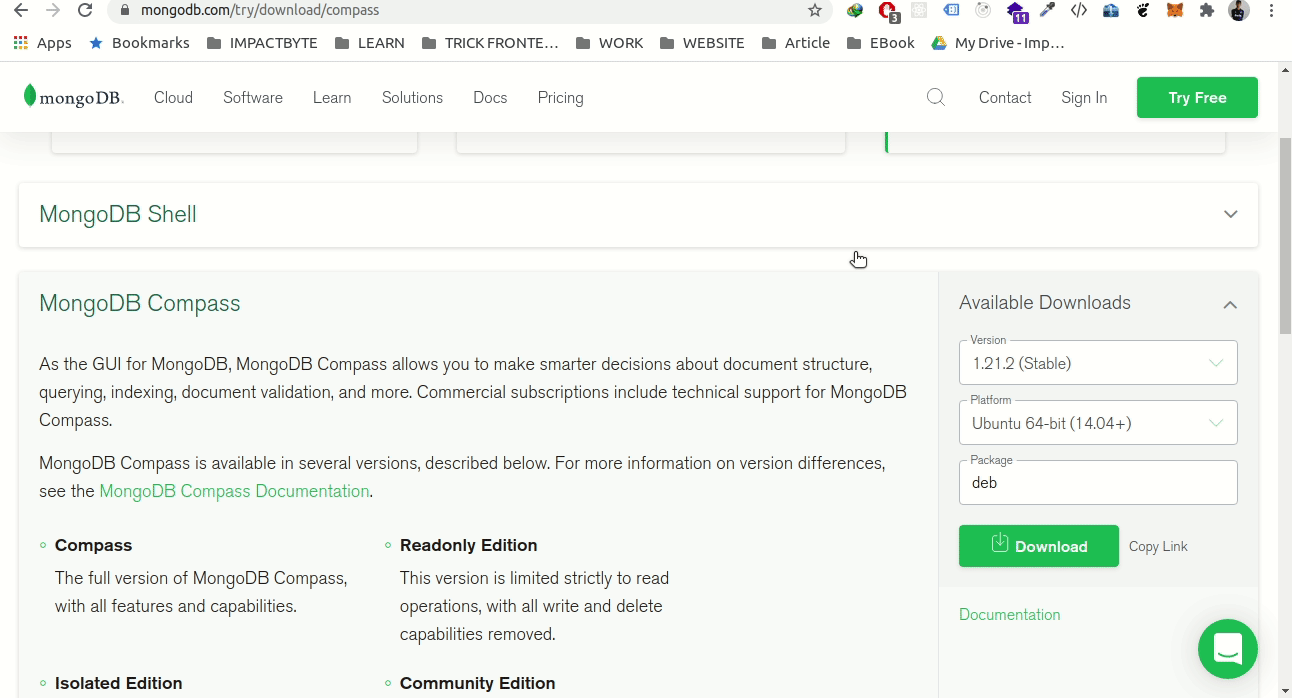 mongodb.com/try/download/compass
3
11
Apps Bookmarks IMPACTBYTE LEARN TRICK FRONTE... WORK WEBSITE Article EBook My Drive - Imp...
mongoDB. Cloud Software Learn Solutions Docs Pricing Contact Sign In Try Free
MongoDB Shell
MongoDB Compass
As the GUI for MongoDB, MongoDB Compass allows you to make smarter decisions about document structure,
querying, indexing, document validation, and more. Commercial subscriptions include technical support for MongoDB
Compass.
MongoDB Compass is available in several versions, described below. For more information on version differences,
see the MongoDB Compass Documentation.
Compass
The full version of MongoDB Compass,
with all features and capabilities.
Readonly Edition
This version is limited strictly to read
operations, with all write and delete
capabilities removed.
Isolated Edition
Community Edition
Available Downloads
Version
1.21.2 (Stable)
Platform
Ubuntu 64-bit (14.04+)
Package
deb
Download Copy Link
Documentation